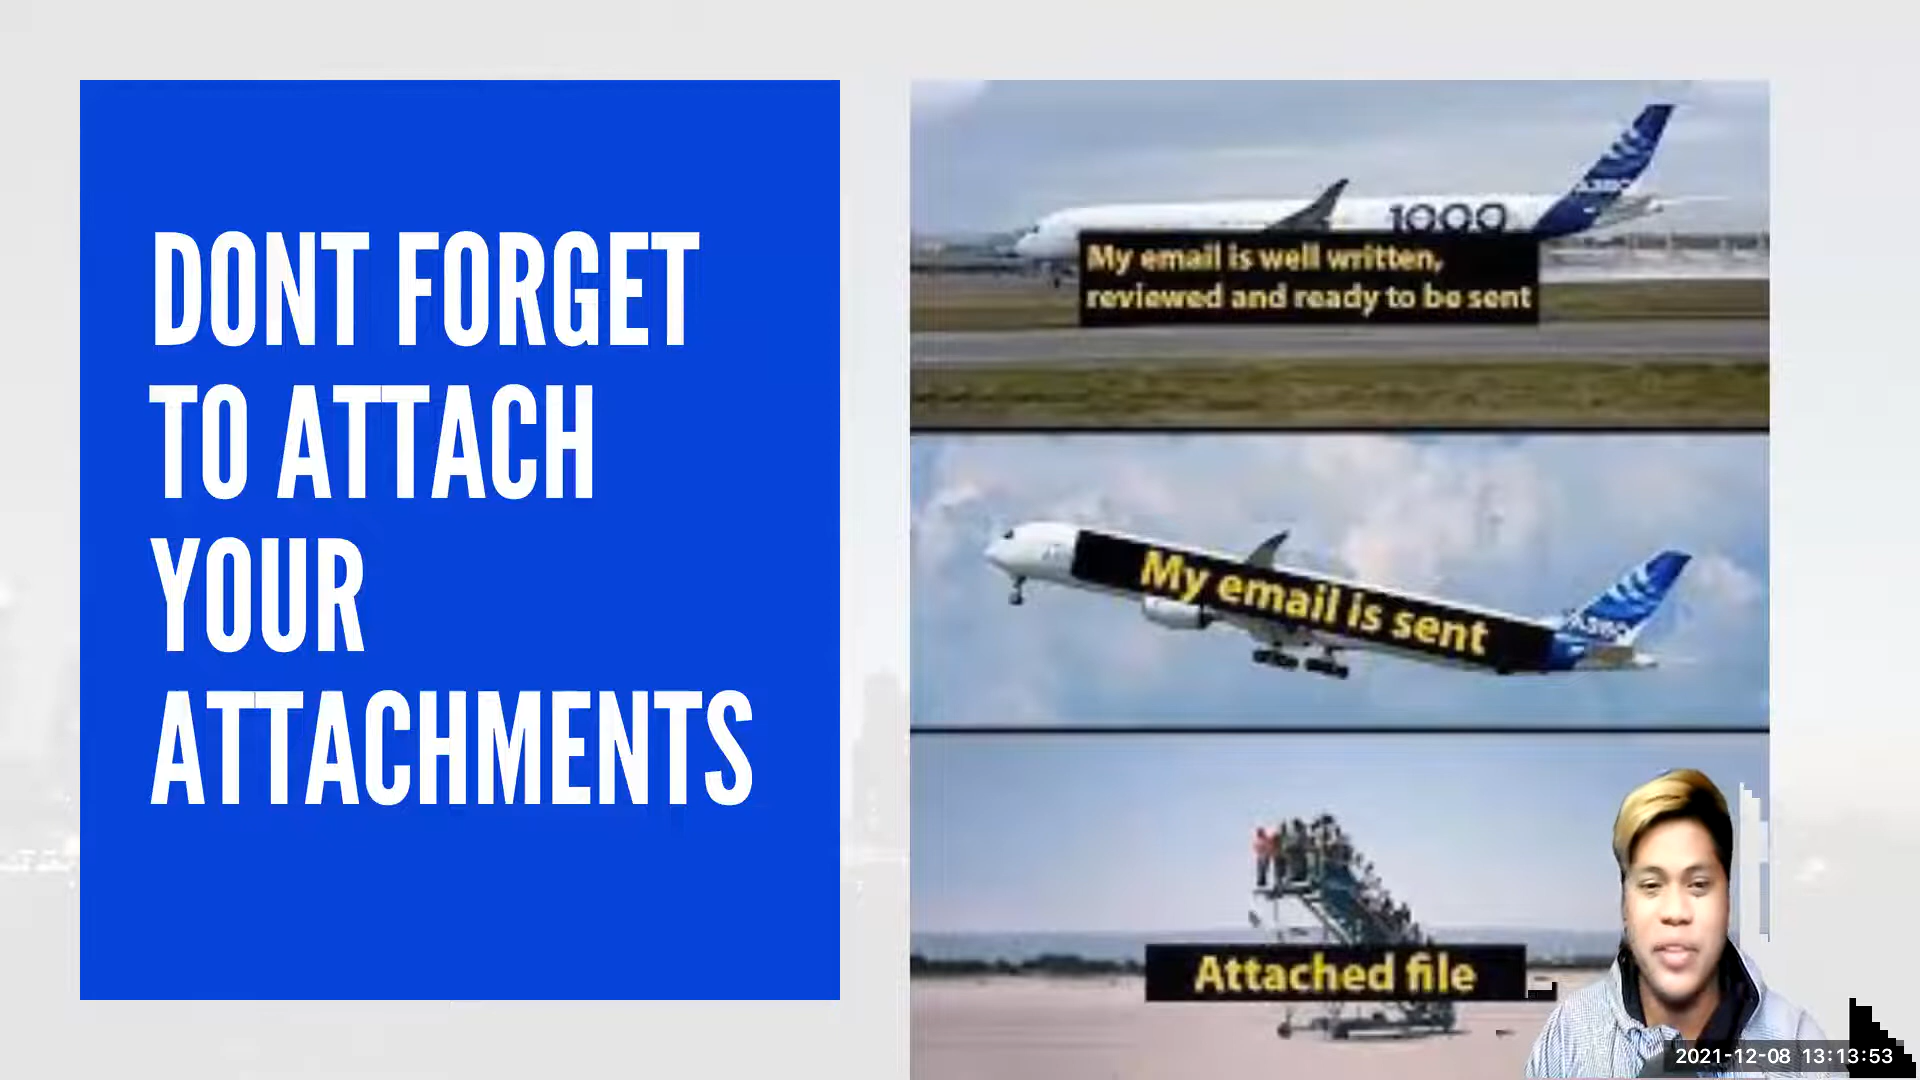 DONT FORGET
TO ATTACH
YOUR
ATTACHMENTS
1000
My email is well written,
reviewed and ready to be sent
My email is sent
Attached file
2021-12-08 13:13:53